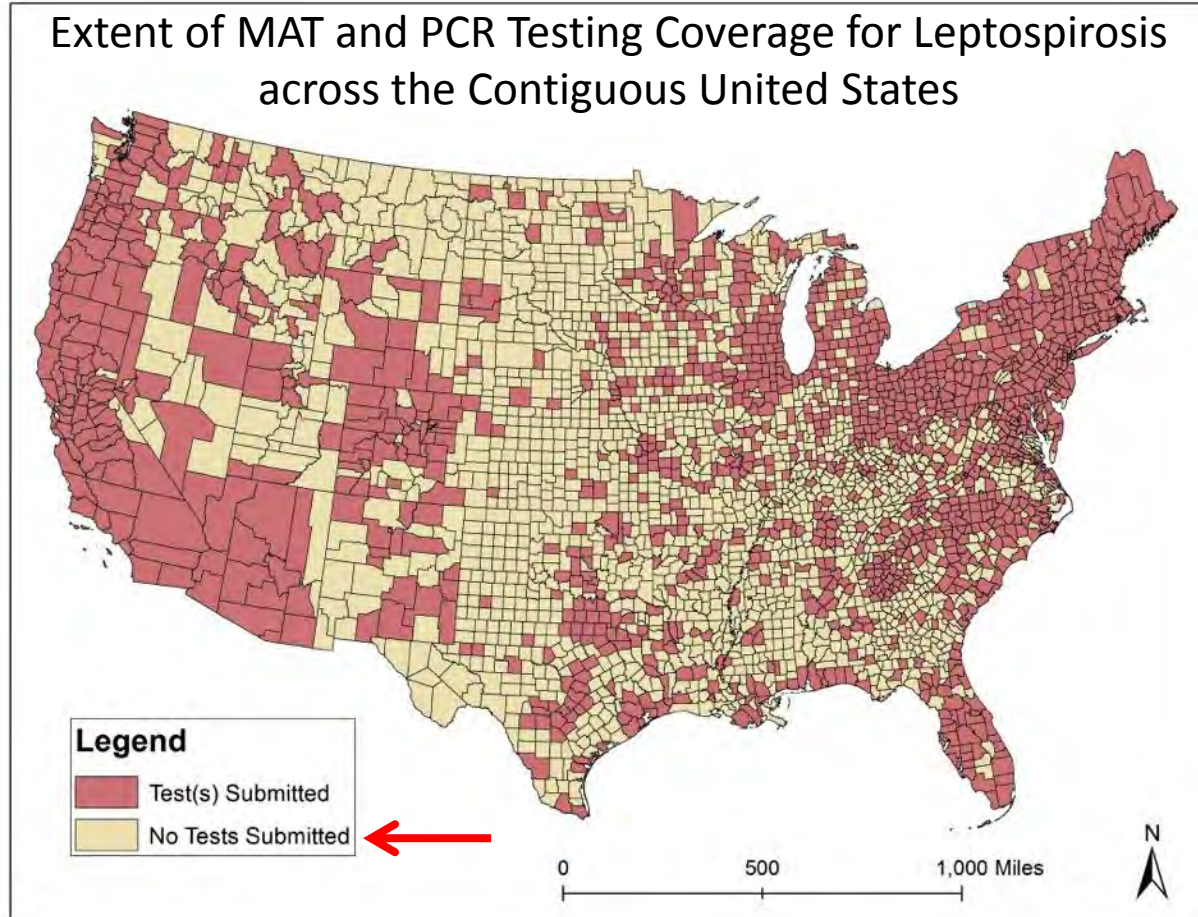 Extent of MAT and PCR Testing Coverage for Leptospirosis
across the Contiguous United States
Legend
Test(s) Submitted
No Tests Submitted
N
0 500 1,000 Miles